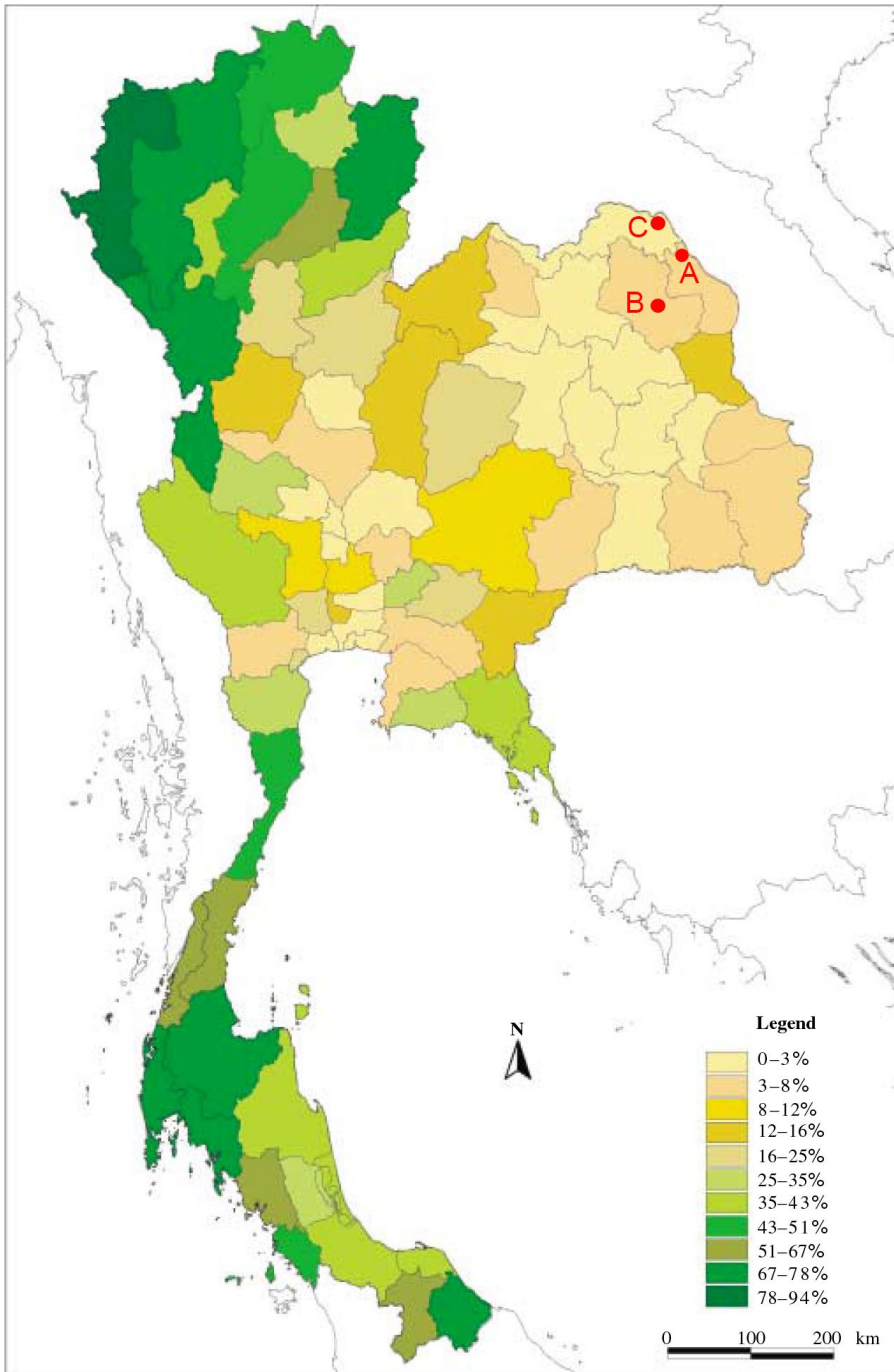 C
A
B
N
Legend
0–3%
3–8%
8–12%
12–16%
16–25%
25–35%
35–43%
43–51%
51–67%
67–78%
78–94%
0 100 200 km